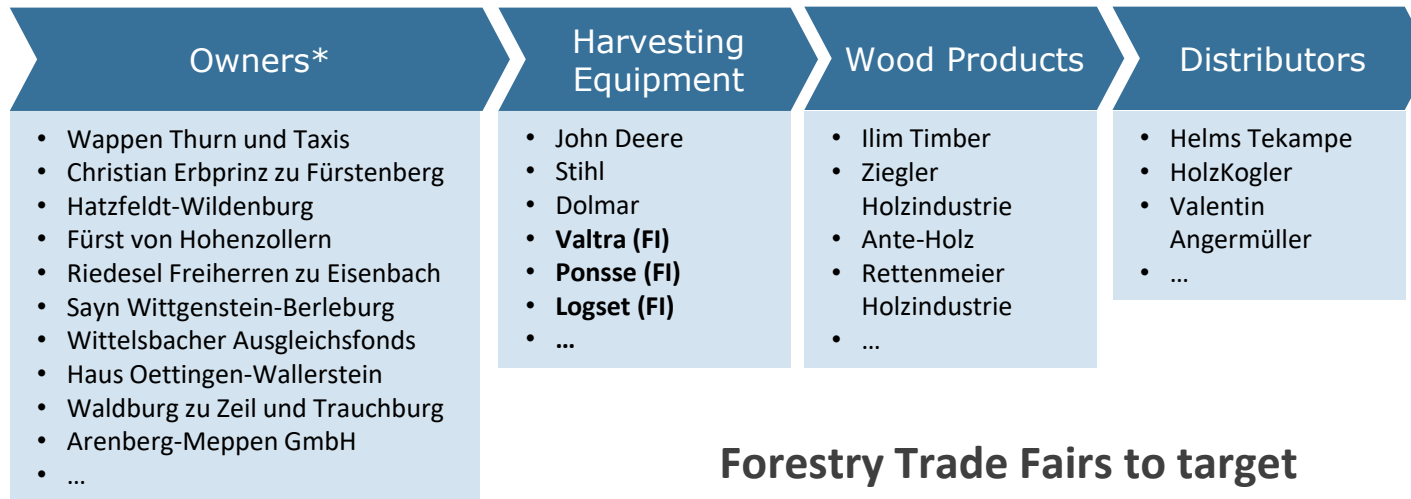 Owners*
• Wappen Thurn und Taxis
• Christian Erbprinz zu Fürstenberg
• Hatzfeldt-Wildenburg
• Fürst von Hohenzollern
• Riedesel Freiherren zu Eisenbach
• Sayn Wittgenstein-Berleburg
• Wittelsbacher Ausgleichsfonds
• Haus Oettingen-Wallerstein
• Waldburg zu Zeil und Trauchburg
• Arenberg-Meppen GmbH
• ...
Harvesting
Equipment
• John Deere
• Stihl
• Dolmar
• Valtra (FI)
• Ponsse (FI)
• Logset (FI)
• ...
Wood Products
• Ilim Timber
• Ziegler
Holzindustrie
• Ante-Holz
• Rettenmeier
Holzindustrie
• ...
Distributors
• Helms Tekampe
• HolzKogler
• Valentin
Angermüller
• ...
Forestry Trade Fairs to target